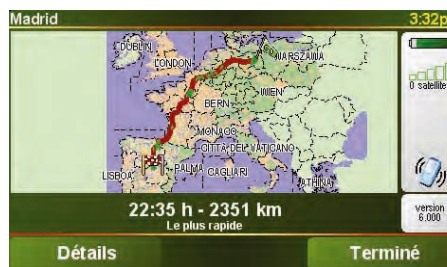 Madrid
3:32p
DUBLIN
LONDON
WARSZAWA
WIEN
BERN
MONACO
CITTÀ DEL VATICANO
LISBOA
PALMA
CAGLIARI
ATHINA
0 satellite
22:35 h - 2351 km
Le plus rapide
version
6.000
Détails
Terminé